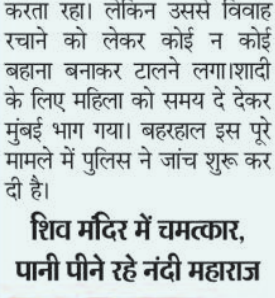 करता रहा। लेकिन उससे विवाह
रचाने को लेकर कोई न कोई
बहाना बनाकर टालने लगा।शादी
के लिए महिला को समय दे देकर
मुंबई भाग गया। बहरहाल इस पूरे
मामले में पुलिस ने जांच शुरू कर
दी है।
शिव मंदिर में चमत्कार,
पानी पीने रहे नंदी महाराज